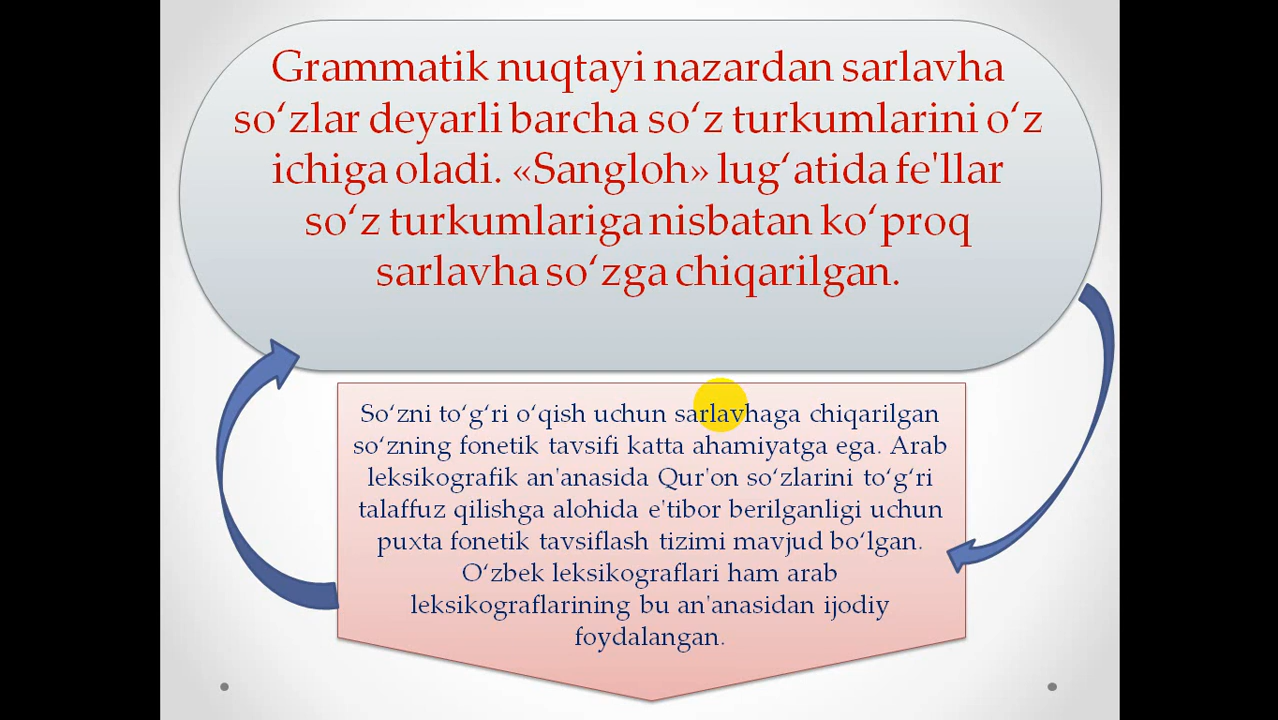 Grammatik nuqtayi nazardan sarlavha
so‘zlar deyarli barcha so‘z turkumlarini o‘z
ichiga oladi. «Sangloh» lug‘atida fe'llar
so‘z turkumlariga nisbatan ko‘proq
sarlavha so‘zga chiqarilgan.
So‘zni to‘g‘ri o‘qish uchun sarlavhaga chiqarilgan
so‘zning fonetik tavsifi katta ahamiyatga ega. Arab
leksikografik an'anasida Qur'on so‘zlarini to‘g‘ri
talaffuz qilishga alohida e'tibor berilganligi uchun
puxta fonetik tavsiflash tizimi mavjud bo‘lgan.
O‘zbek leksikograflari ham arab
leksikograflarining bu an'anasidan ijodiy
foydalangan.